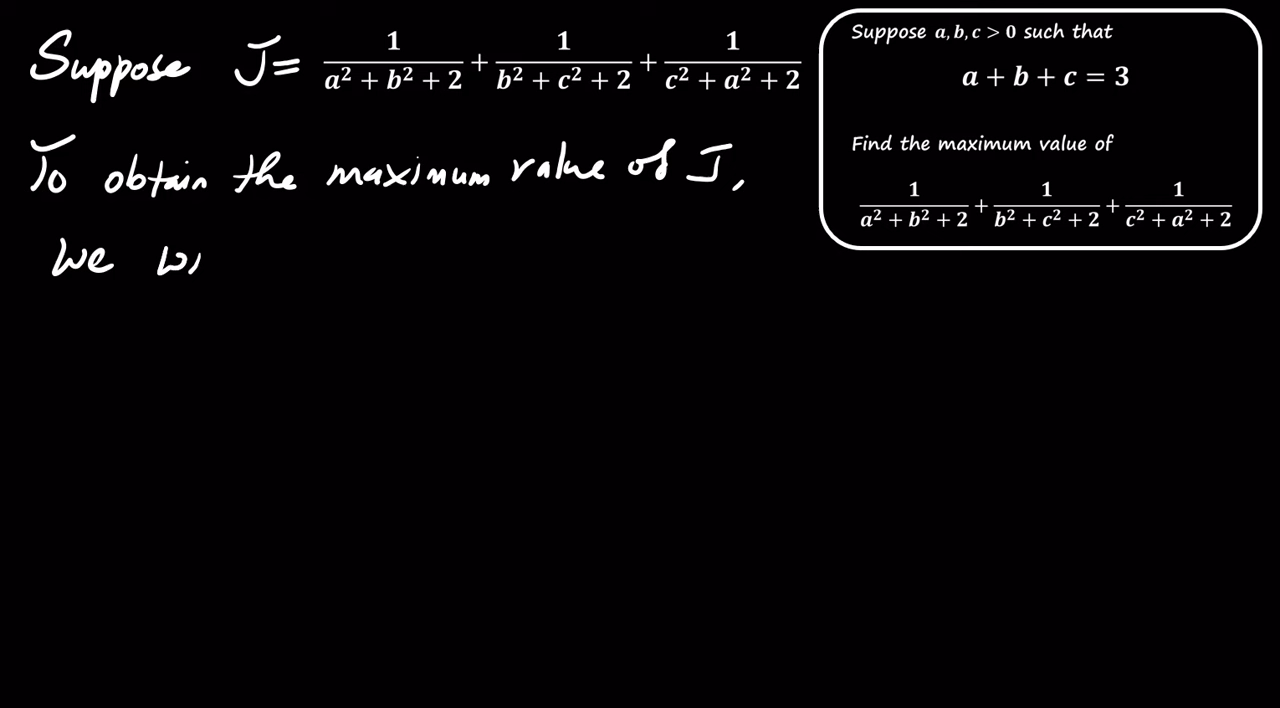 Suppose J = 1/(a² + b² + 2) + 1/(b² + c² + 2) + 1/(c² + a² + 2)
To obtain the maximum value of J,
We
Suppose a, b, c > 0 such that
a + b + c = 3
Find the maximum value of
1/(a² + b² + 2) + 1/(b² + c² + 2) + 1/(c² + a² + 2)